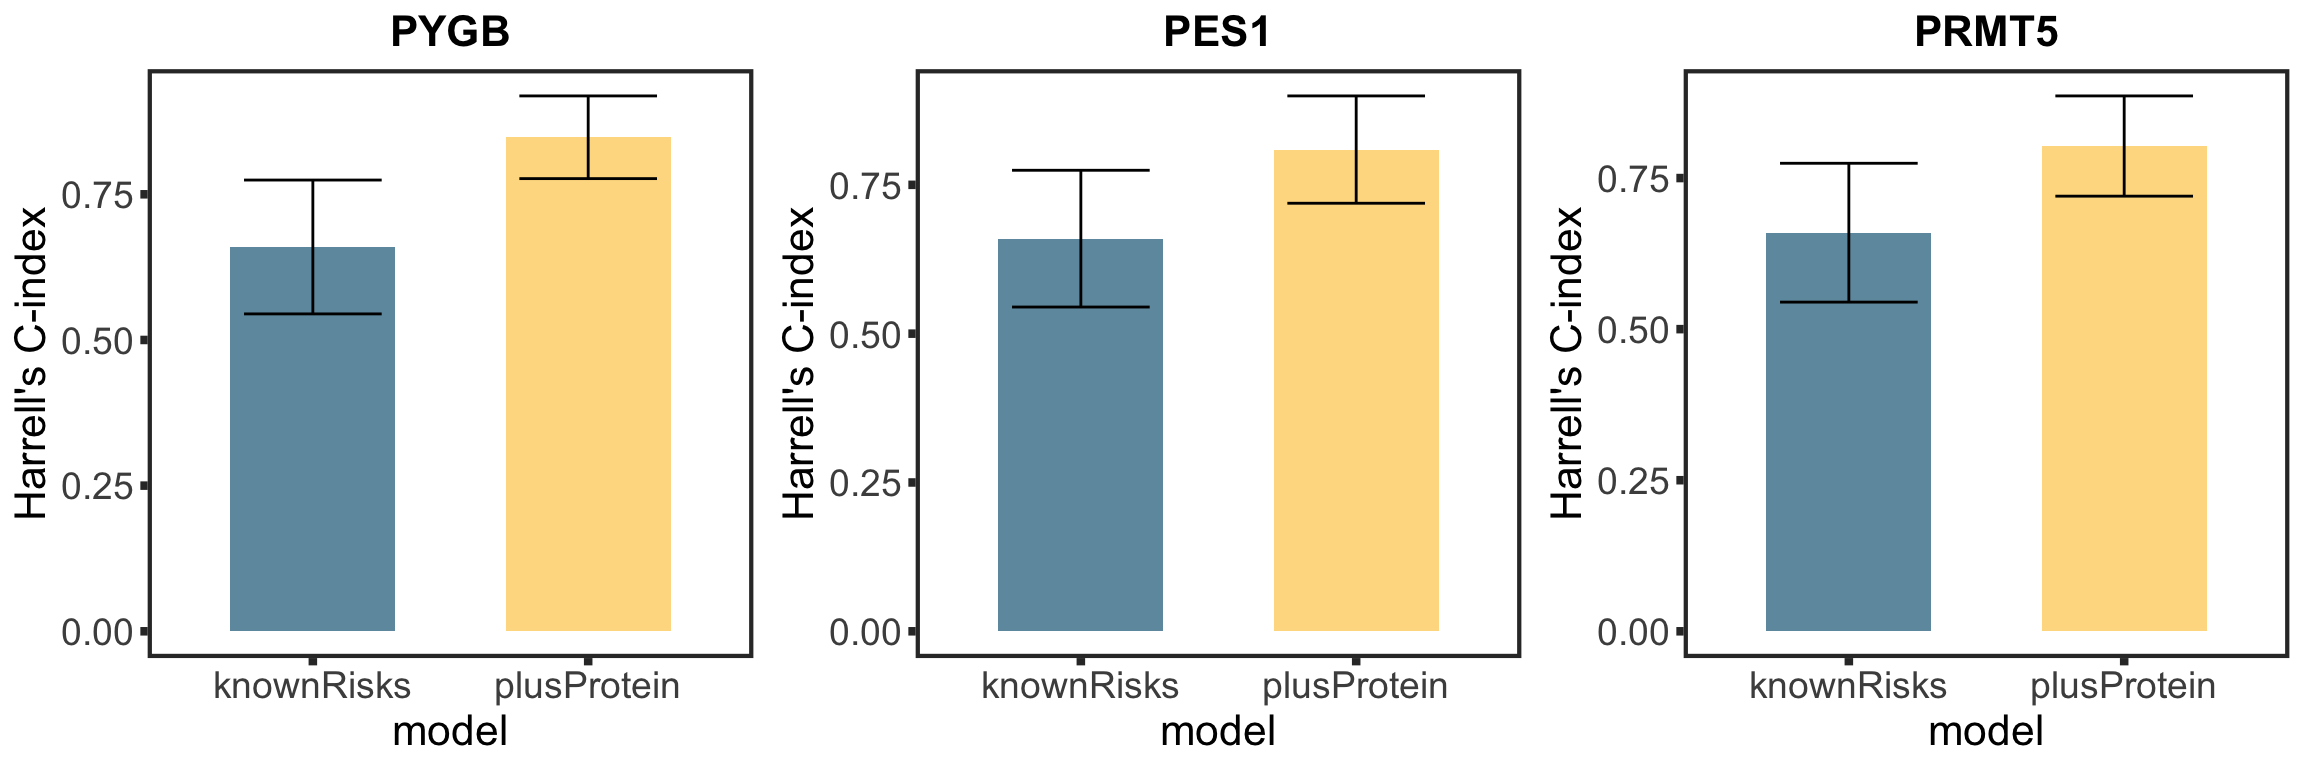 PYGB
Harrell's C-index
0.75
0.50
0.25
0.00
knownRisks plusProtein
model
PES1
Harrell's C-index
0.75
0.50
0.25
0.00
knownRisks plusProtein
model
PRMT5
Harrell's C-index
0.75
0.50
0.25
0.00
knownRisks plusProtein
model